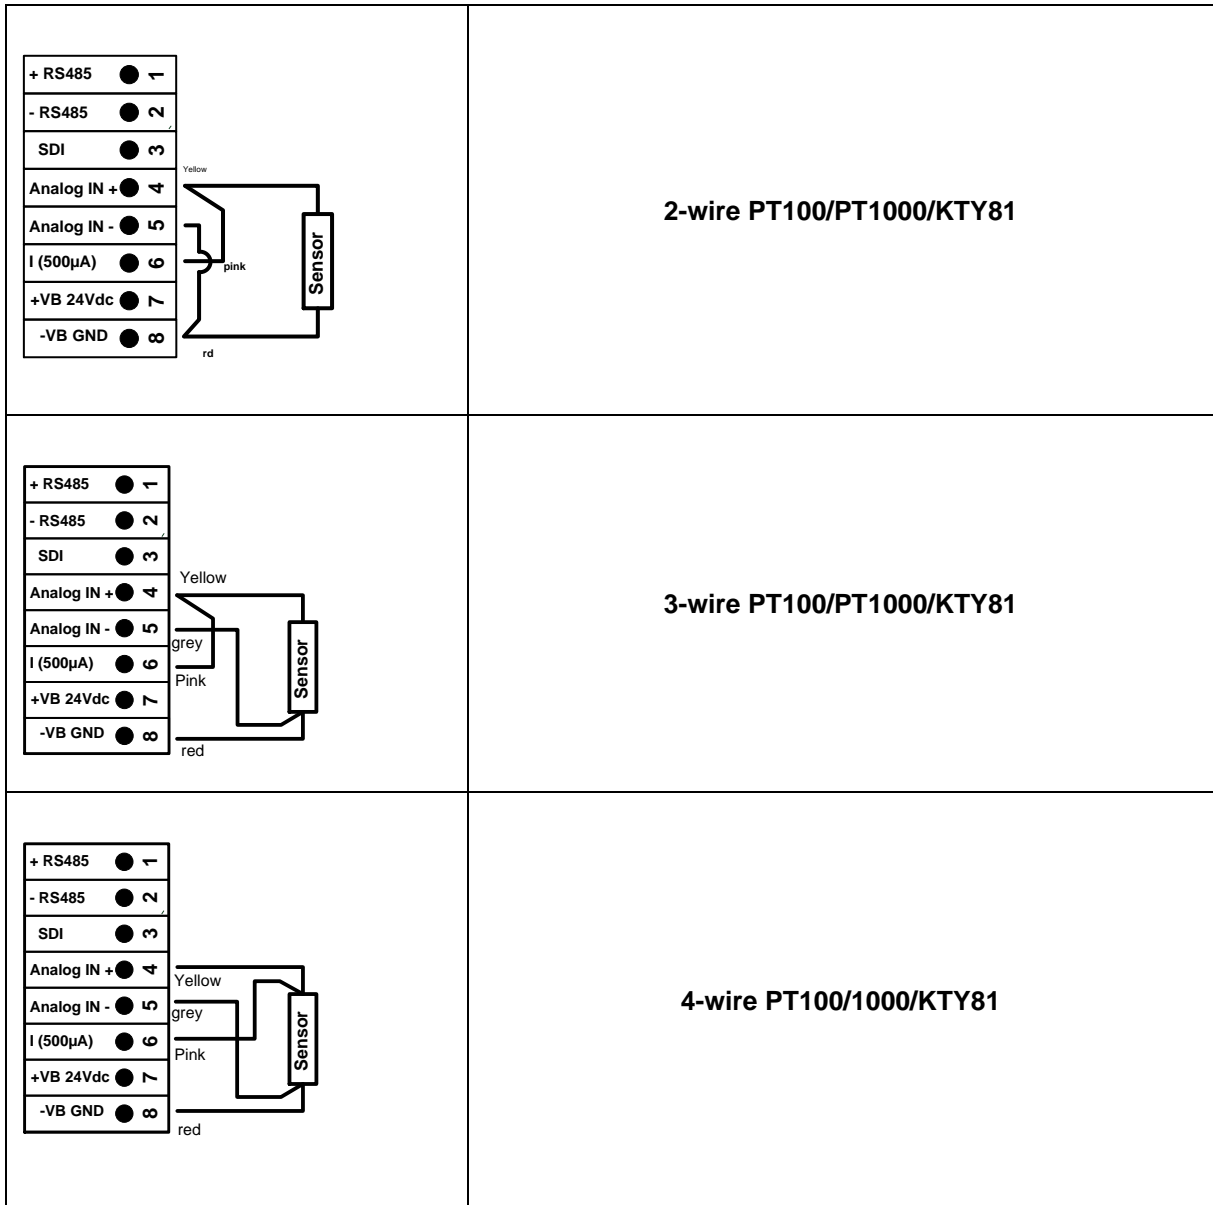 + RS485 1
- RS485 2
SDI 3
Yellow
Analog IN + 4
Analog IN - 5
I (500µA) 6
pink
+VB 24Vdc 7
-VB GND 8
rd
Sensor
2-wire PT100/PT1000/KTY81
+ RS485 1
- RS485 2
SDI 3
Yellow
Analog IN + 4
Analog IN - 5
grey
I (500µA) 6
Pink
+VB 24Vdc 7
-VB GND 8
red
Sensor
3-wire PT100/PT1000/KTY81
+ RS485 1
- RS485 2
SDI 3
Analog IN + 4
Yellow
Analog IN - 5
grey
I (500µA) 6
Pink
+VB 24Vdc 7
-VB GND 8
red
Sensor
4-wire PT100/1000/KTY81